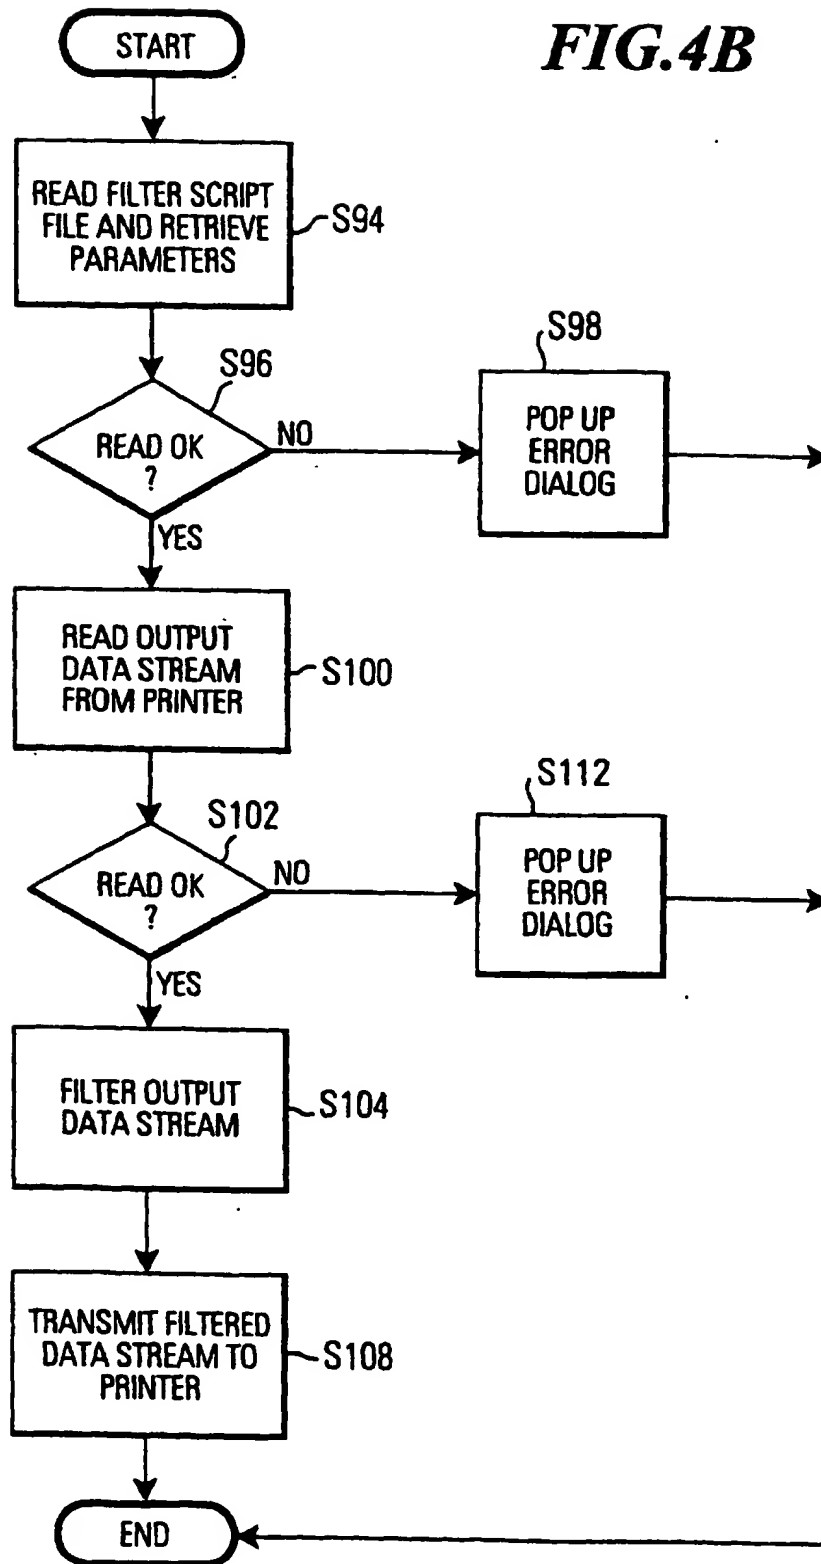 START
FIG.4B
READ FILTER SCRIPT
FILE AND RETRIEVE
PARAMETERS
S94
S96
READ OK
?
NO
YES
S98
POP UP
ERROR
DIALOG
READ OUTPUT
DATA STREAM
FROM PRINTER
S100
S102
READ OK
?
NO
YES
S112
POP UP
ERROR
DIALOG
FILTER OUTPUT
DATA STREAM
S104
TRANSMIT FILTERED
DATA STREAM TO
PRINTER
S108
END